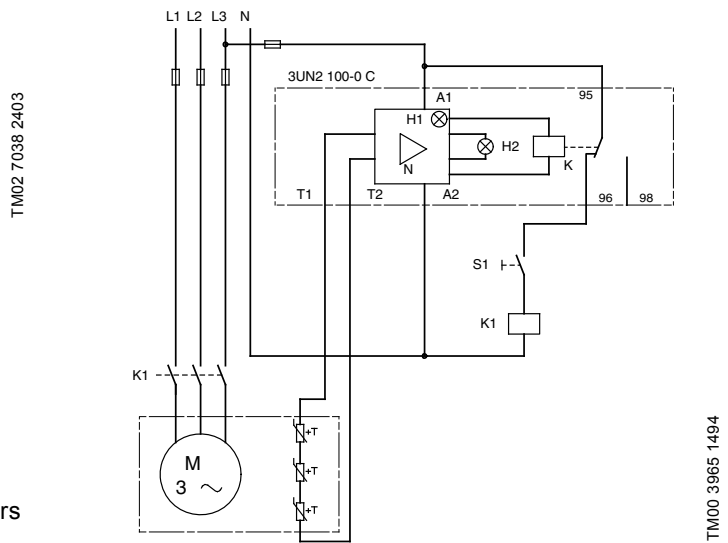 L1 L2 L3 N
TM02 7038 2403
3UN2 100-0 C
95
A1
H1
H2
K
N
T1
T2
A2
96
98
S1
K1
K1
+T
+T
+T
M
3 ~
rs
TM00 3965 1494